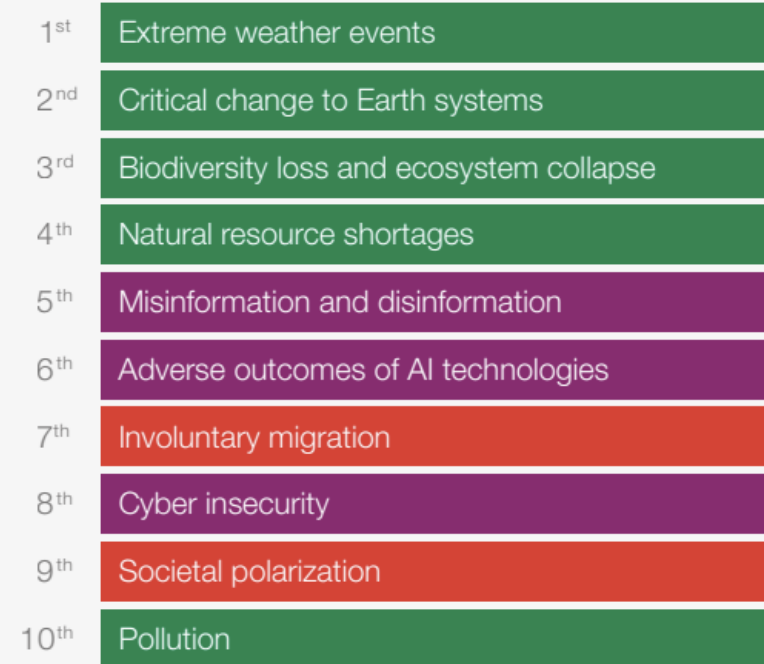 1st Extreme weather events
2nd Critical change to Earth systems
3rd Biodiversity loss and ecosystem collapse
4th Natural resource shortages
5th Misinformation and disinformation
6th Adverse outcomes of AI technologies
7th Involuntary migration
8th Cyber insecurity
9th Societal polarization
10th Pollution